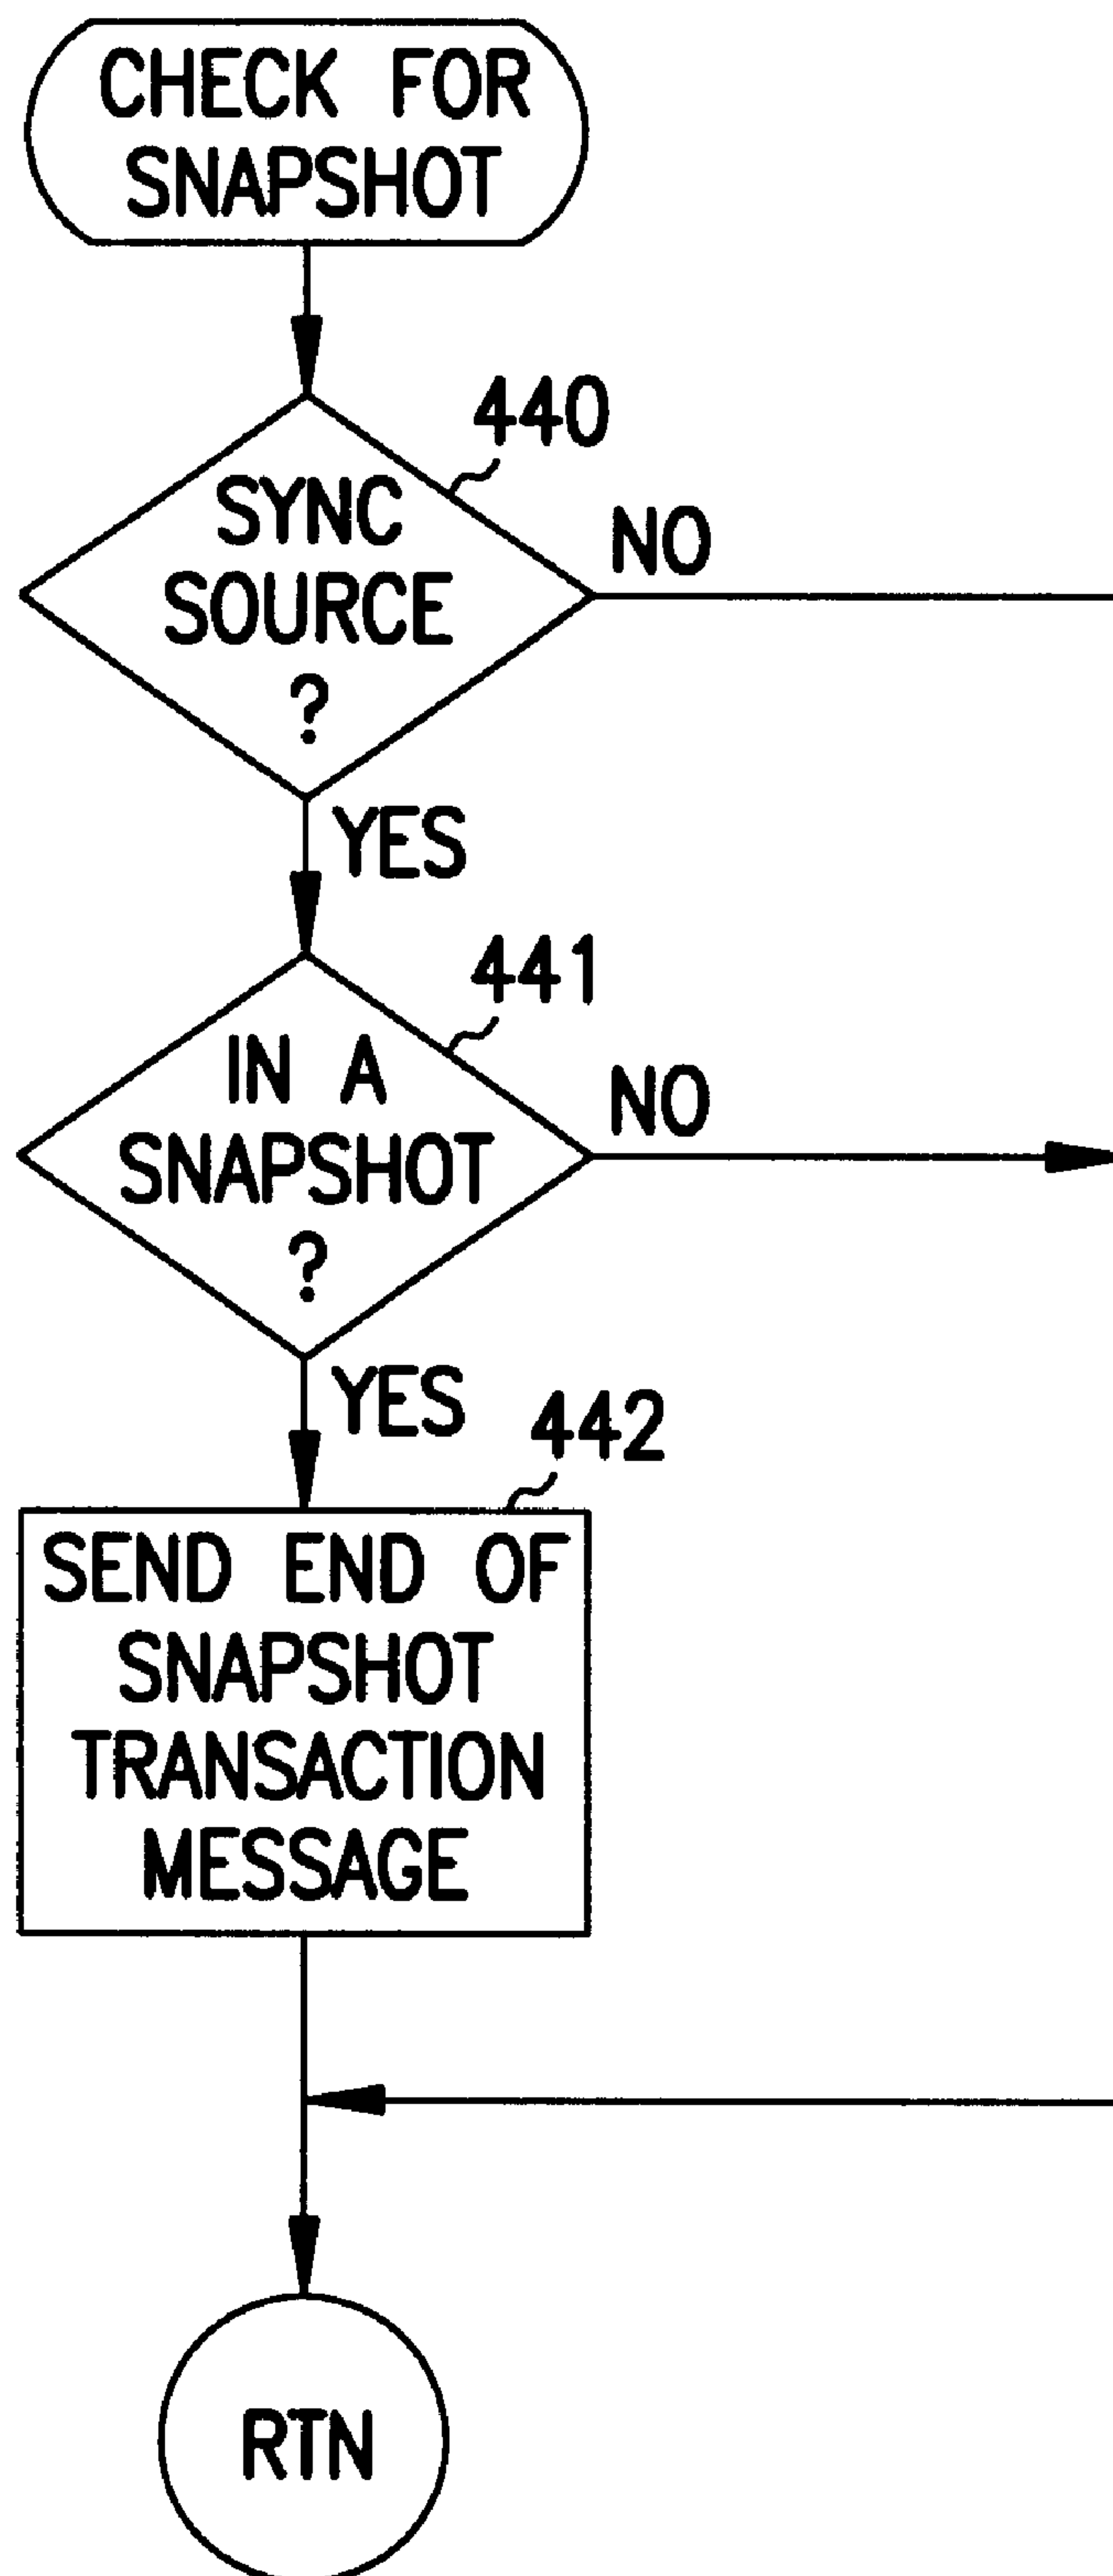 CHECK FOR
SNAPSHOT
440
SYNC
SOURCE
?
NO
YES
441
IN A
SNAPSHOT
?
NO
YES
442
SEND END OF
SNAPSHOT
TRANSACTION
MESSAGE
RTN